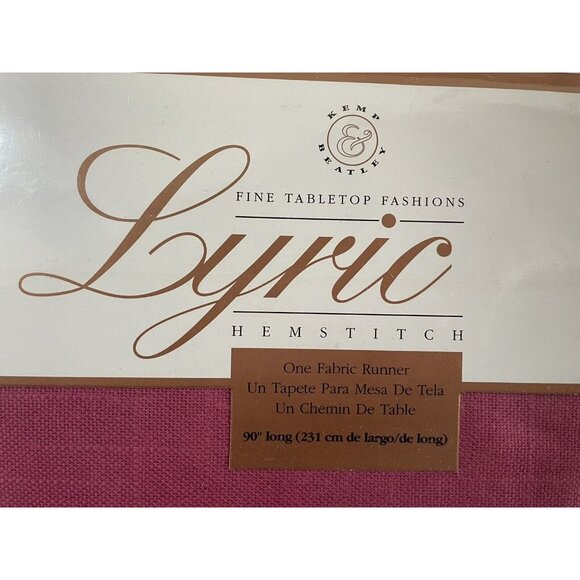 KEMP
&
BEATLEY
FINE TABLETOP FASHIONS
Lyric
HEMSTITCH
One Fabric Runner
Un Tapete Para Mesa De Tela
Un Chemin De Table
90" long (231 cm de largo/de long)